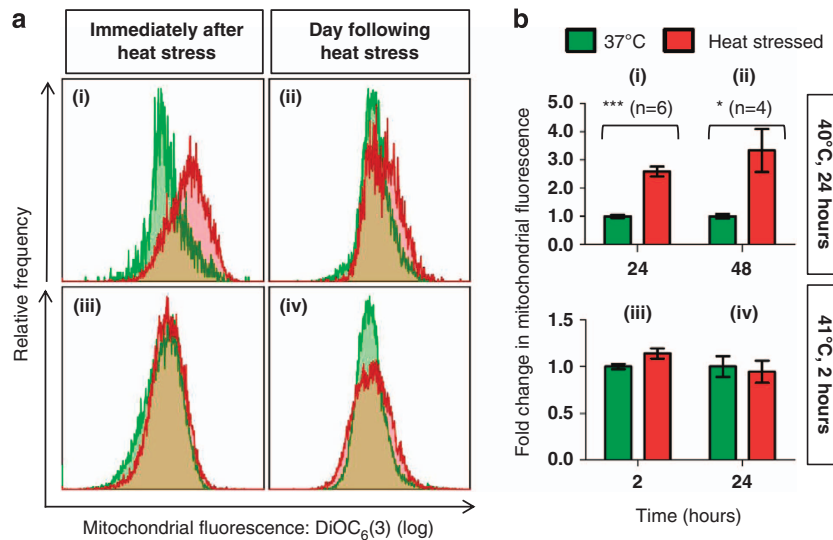 a
Immediately after
heat stress
Day following
heat stress
(i)
(ii)
(iii)
(iv)
Relative frequency
Mitochondrial fluorescence: DiOC6(3) (log)
b
37°C
Heat stressed
(i)
(ii)
*** (n=6)
* (n=4)
5.0
4.0
3.0
2.0
1.0
0.0
24
48
40°C, 24 hours
(iii)
(iv)
1.5
1.0
0.5
0.0
2
24
41°C, 2 hours
Fold change in mitochondrial fluorescence
Time (hours)